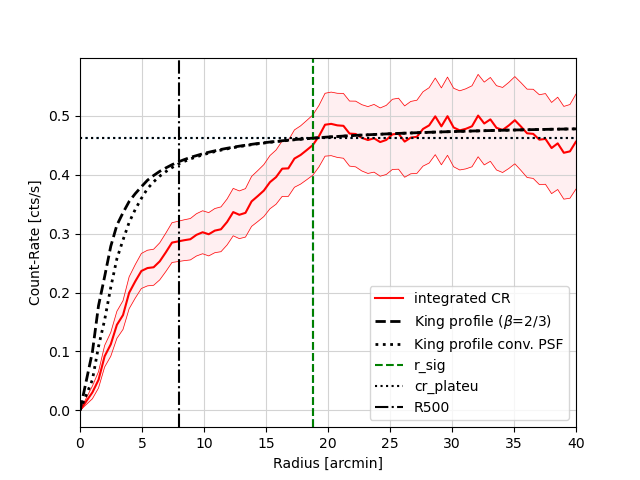 0.5
0.4
0.3
0.2
0.1
0.0
Count-Rate [cts/s]
integrated CR
King profile (β=2/3)
King profile conv. PSF
r_sig
cr_plateu
R500
0 5 10 15 20 25 30 35 40
Radius [arcmin]